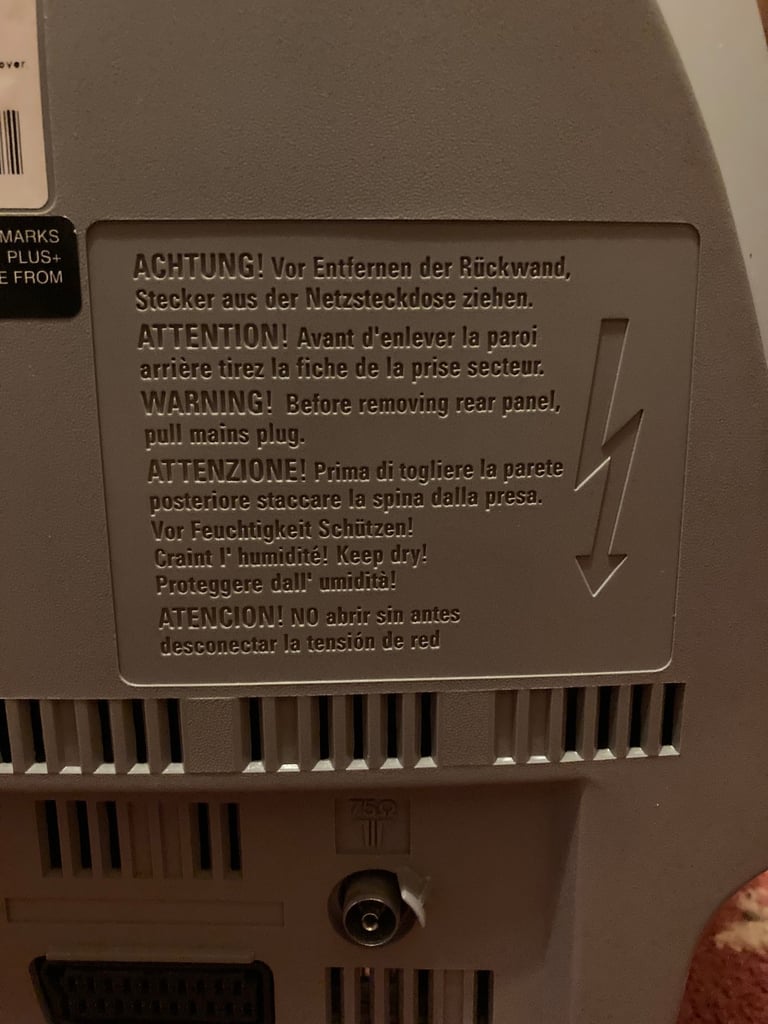 over
MARKS
PLUS+
E FROM
ACHTUNG! Vor Entfernen der Rückwand,
Stecker aus der Netzsteckdose ziehen.
ATTENTION! Avant d'enlever la paroi
arrière tirez la fiche de la prise secteur.
WARNING! Before removing rear panel,
pull mains plug.
ATTENZIONE! Prima di togliere la parete
posteriore staccare la spina dalla presa.
Vor Feuchtigkeit Schützen!
Craint l' humidité! Keep dry!
Proteggere dall' umidità!
ATENCION! NO abrir sin antes
desconectar la tensión de red
75Ω